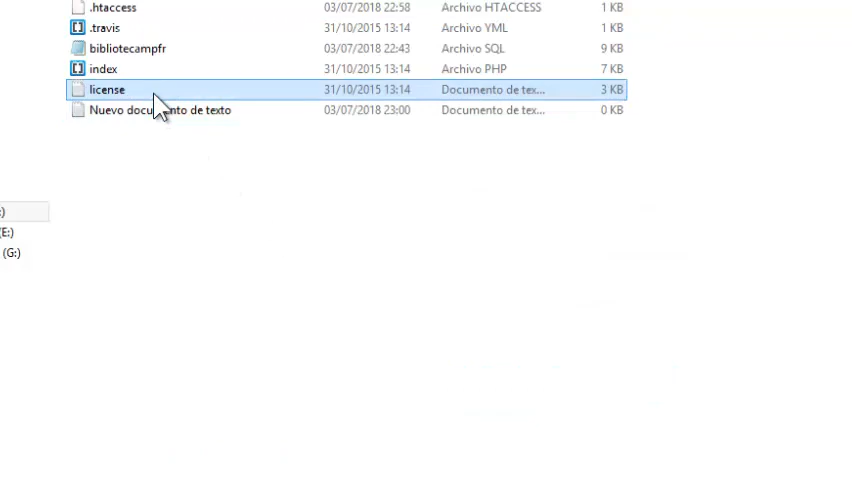 .htaccess 03/07/2018 22:58 Archivo HTACCESS 1 KB
.travis 31/10/2015 13:14 Archivo YML 1 KB
bibliotecampfr 03/07/2018 22:43 Archivo SQL 9 KB
index 31/10/2015 13:14 Archivo PHP 7 KB
license 31/10/2015 13:14 Documento de tex... 3 KB
Nuevo documento de texto 03/07/2018 23:00 Documento de tex... 0 KB
:)
(E:)
(G:)